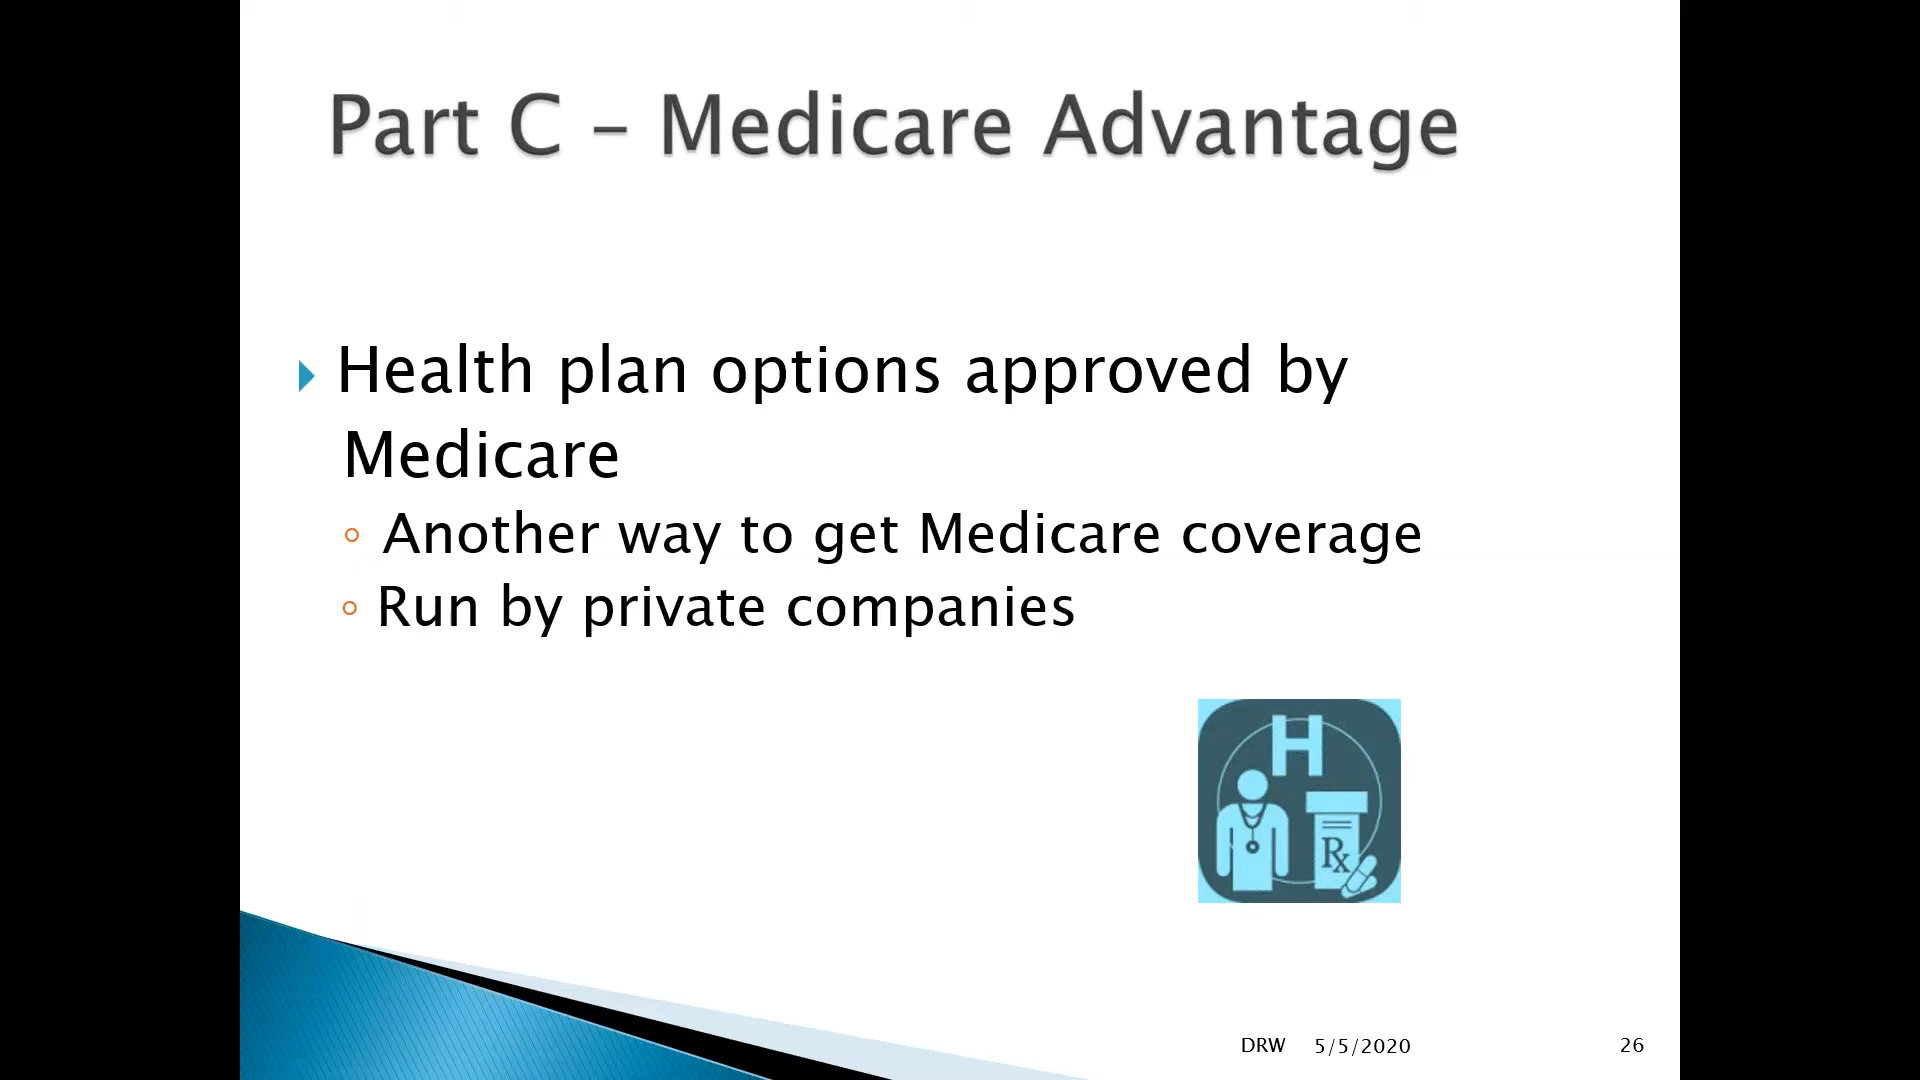 Part C – Medicare Advantage
Health plan options approved by
Medicare
Another way to get Medicare coverage
Run by private companies
H
Rx
DRW 5/5/2020 26